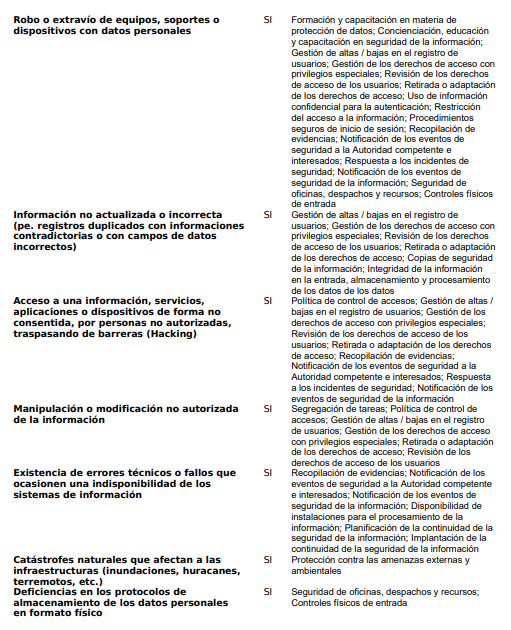 Robo o extravío de equipos, soportes o
dispositivos con datos personales
SI
Formación y capacitación en materia de
protección de datos; Concienciación, educación
y capacitación en seguridad de la información;
Gestión de altas / bajas en el registro de
usuarios; Gestión de los derechos de acceso con
privilegios especiales; Revisión de los derechos
de acceso de los usuarios; Retirada o adaptación
de los derechos de acceso; Uso de información
confidencial para la autenticación; Restricción
del acceso a la información; Procedimientos
seguros de inicio de sesión; Recopilación de
evidencias; Notificación de los eventos de
seguridad a la Autoridad competente e
interesados; Respuesta a los incidentes de
seguridad; Notificación de los eventos de
seguridad de la información; Seguridad de
oficinas, despachos y recursos; Controles físicos
de entrada
Información no actualizada o incorrecta
(pe. registros duplicados con informaciones
contradictorias o con campos de datos
incorrectos)
SI
Gestión de altas / bajas en el registro de
usuarios; Gestión de los derechos de acceso con
privilegios especiales; Revisión de los derechos
de acceso de los usuarios; Retirada o adaptación
de los derechos de acceso; Copias de seguridad
de la información; Integridad de la información
en la entrada, almacenamiento y procesamiento
de los datos de los datos
Acceso a una información, servicios,
aplicaciones o dispositivos de forma no
consentida, por personas no autorizadas,
traspasando de barreras (Hacking)
SI
Política de control de accesos; Gestión de altas /
bajas en el registro de usuarios; Gestión de los
derechos de acceso con privilegios especiales;
Revisión de los derechos de acceso de los
usuarios; Retirada o adaptación de los derechos
de acceso; Recopilación de evidencias;
Notificación de los eventos de seguridad a la
Autoridad competente e interesados; Respuesta
a los incidentes de seguridad; Notificación de los
eventos de seguridad de la información
Manipulación o modificación no autorizada
de la información
SI
Segregación de tareas; Política de control de
accesos; Gestión de altas / bajas en el registro
de usuarios; Gestión de los derechos de acceso
con privilegios especiales; Retirada o adaptación
de los derechos de acceso; Revisión de los
derechos de acceso de los usuarios
Existencia de errores técnicos o fallos que
ocasionen una indisponibilidad de los
sistemas de información
SI
Recopilación de evidencias; Notificación de los
eventos de seguridad a la Autoridad competente
e interesados; Notificación de los eventos de
seguridad de la información; Disponibilidad de
instalaciones para el procesamiento de la
información; Planificación de la continuidad de la
seguridad de la información; Implantación de la
continuidad de la seguridad de la información
Catástrofes naturales que afectan a las
infraestructuras (inundaciones, huracanes,
terremotos, etc.)
SI
Protección contra las amenazas externas y
ambientales
Deficiencias en los protocolos de
almacenamiento de los datos personales
en formato físico
SI
Seguridad de oficinas, despachos y recursos;
Controles físicos de entrada